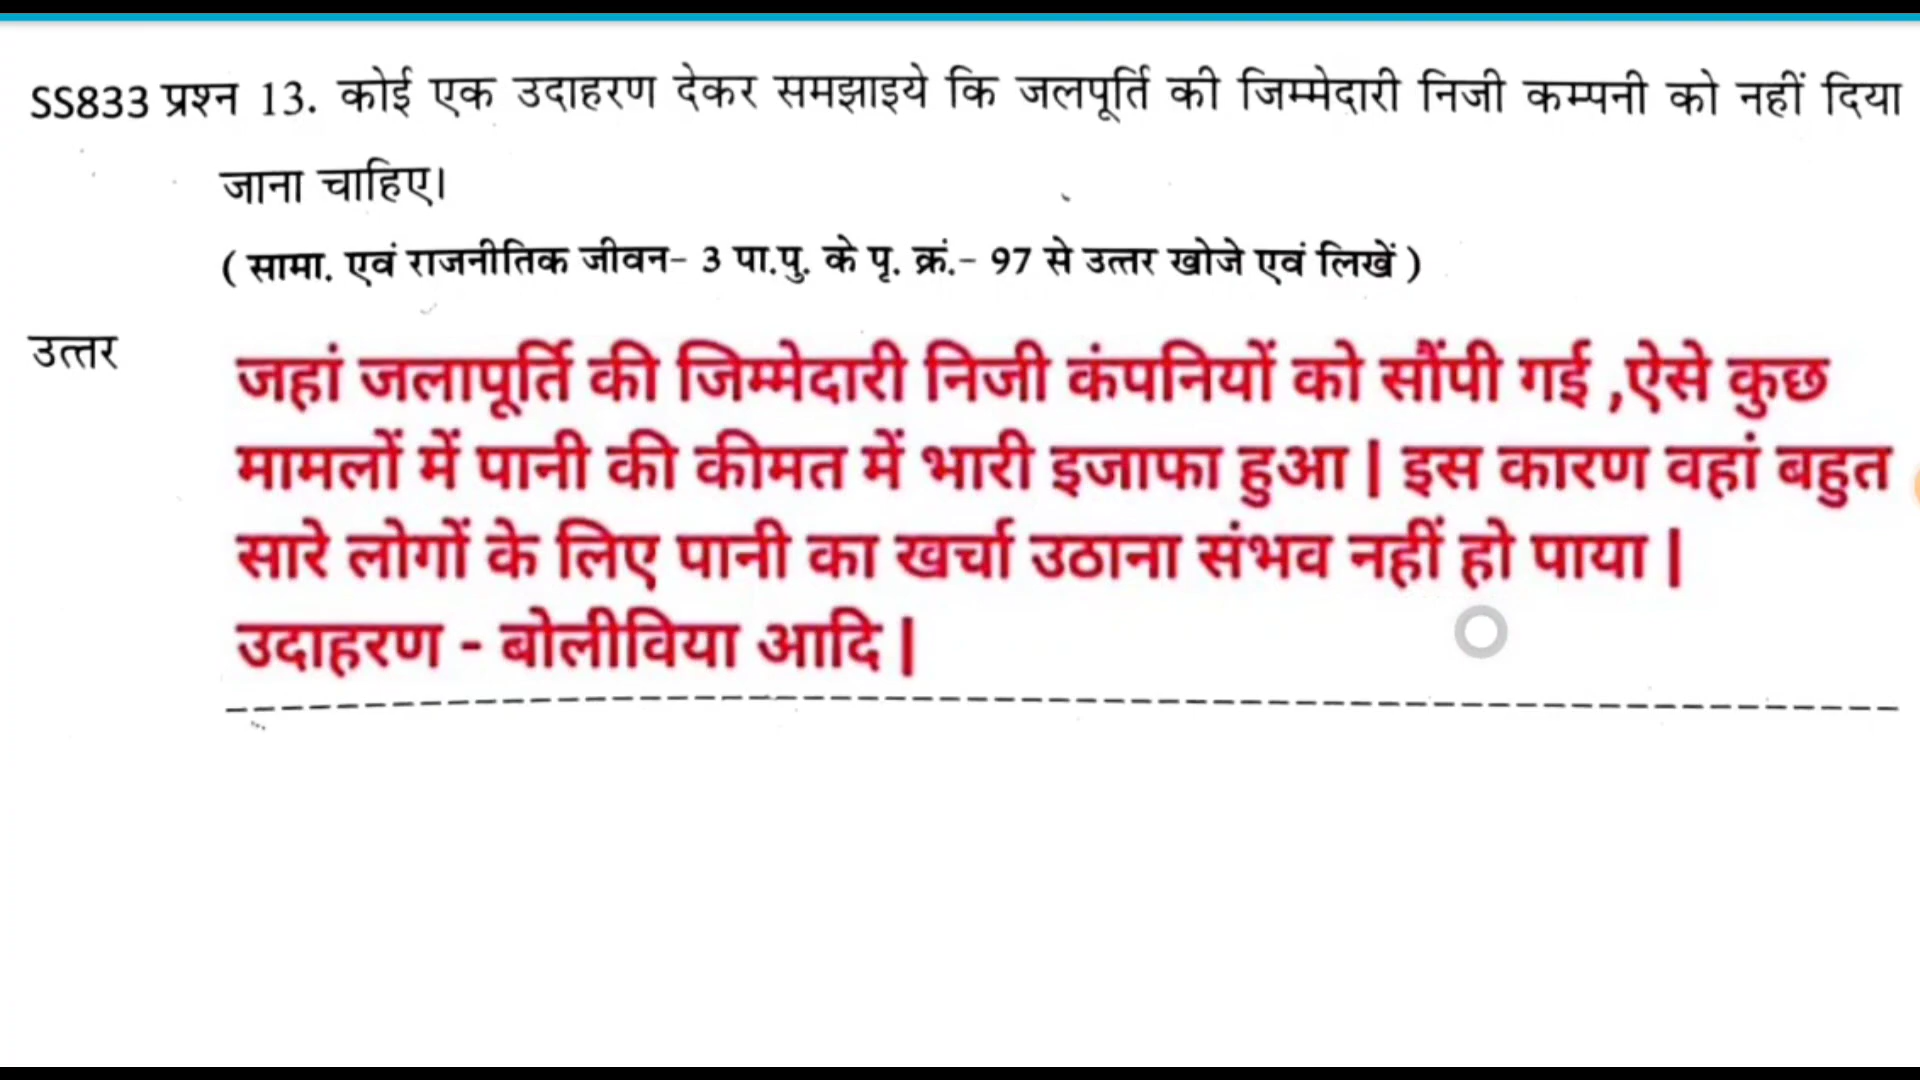 SS833 प्रश्न 13. कोई एक उदाहरण देकर समझाइये कि जलपूर्ति की जिम्मेदारी निजी कम्पनी को नहीं दिया
जाना चाहिए।
( सामा. एवं राजनीतिक जीवन- 3 पा.पु. के पृ. क्रं.- 97 से उत्तर खोजे एवं लिखें )
उत्तर जहां जलापूर्ति की जिम्मेदारी निजी कंपनियों को सौंपी गई ,ऐसे कुछ
मामलों में पानी की कीमत में भारी इजाफा हुआ | इस कारण वहां बहुत
सारे लोगों के लिए पानी का खर्चा उठाना संभव नहीं हो पाया |
उदाहरण - बोलीविया आदि |